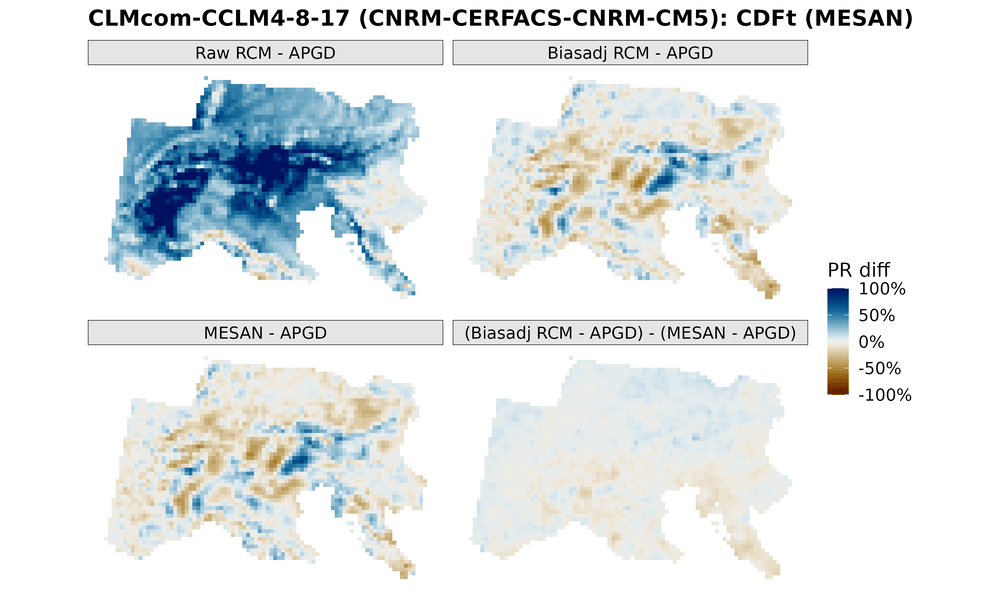 CLMcom-CCLM4-8-17 (CNRM-CERFACS-CNRM-CM5): CDFt (MESAN)
Raw RCM - APGD
Biasadj RCM - APGD
MESAN - APGD
(Biasadj RCM - APGD) - (MESAN - APGD)
PR diff
100%
50%
0%
-50%
-100%